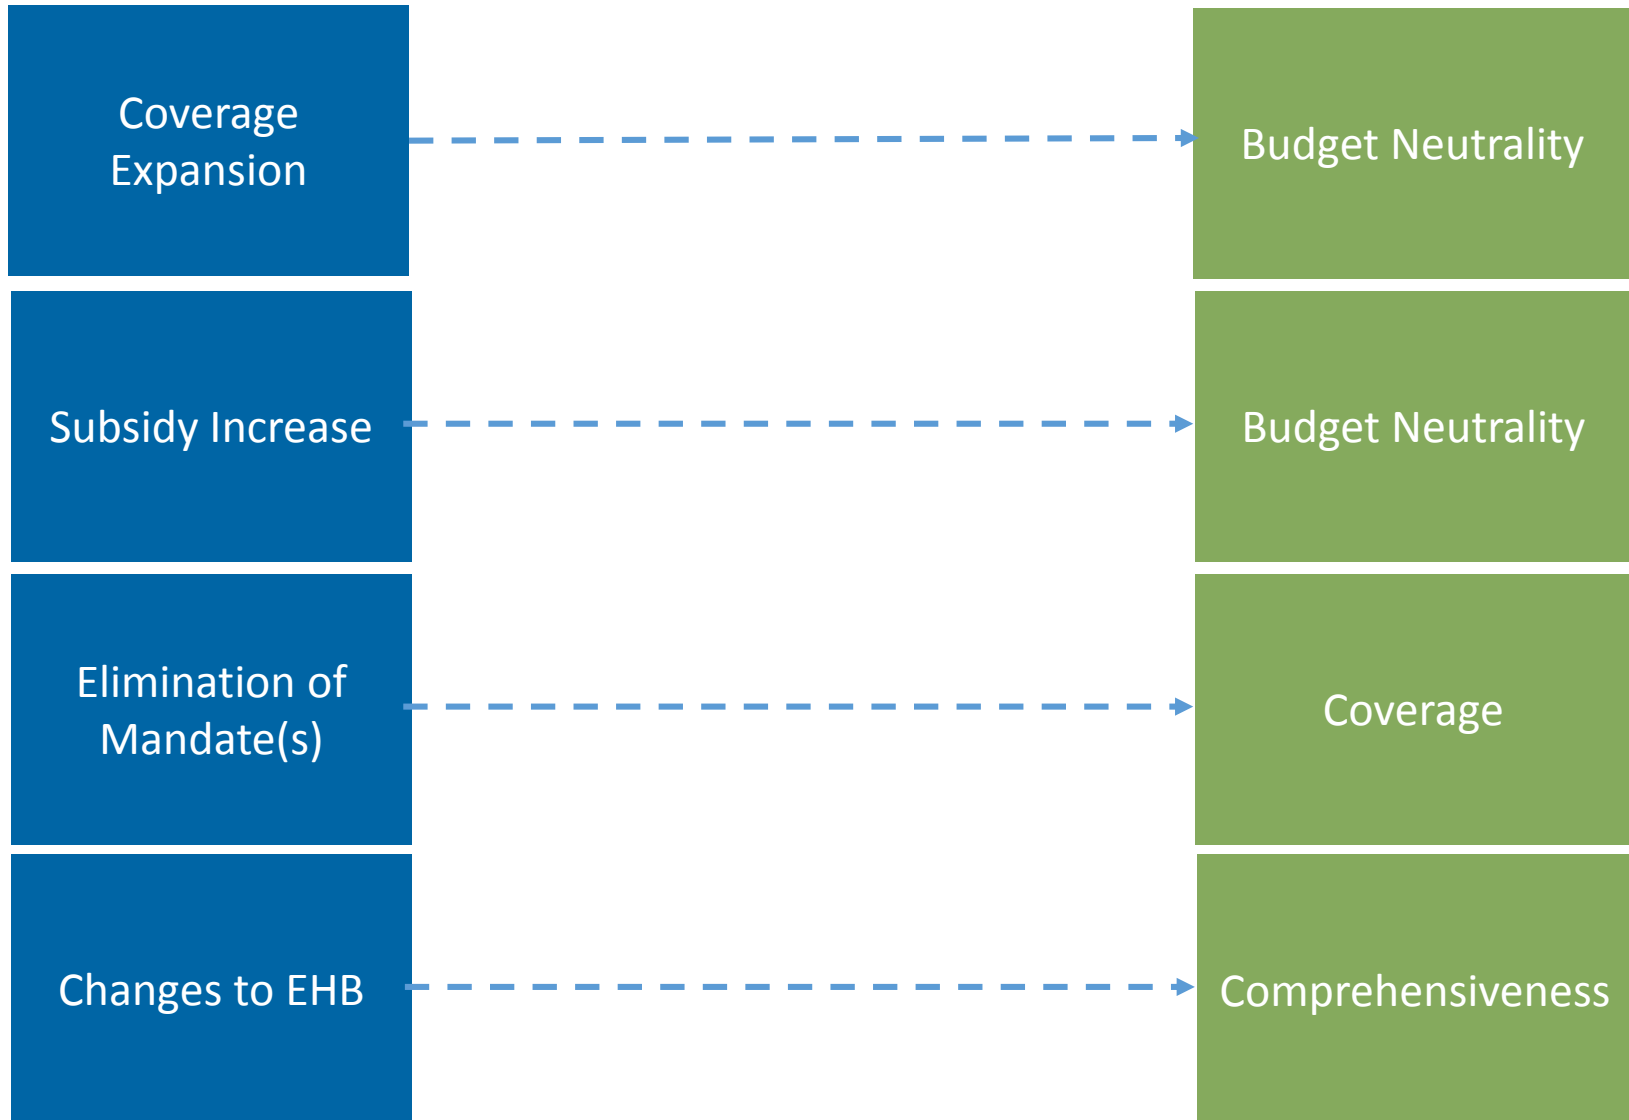 Coverage
Expansion
Budget Neutrality
Subsidy Increase
Budget Neutrality
Elimination of
Mandate(s)
Coverage
Changes to EHB
Comprehensiveness